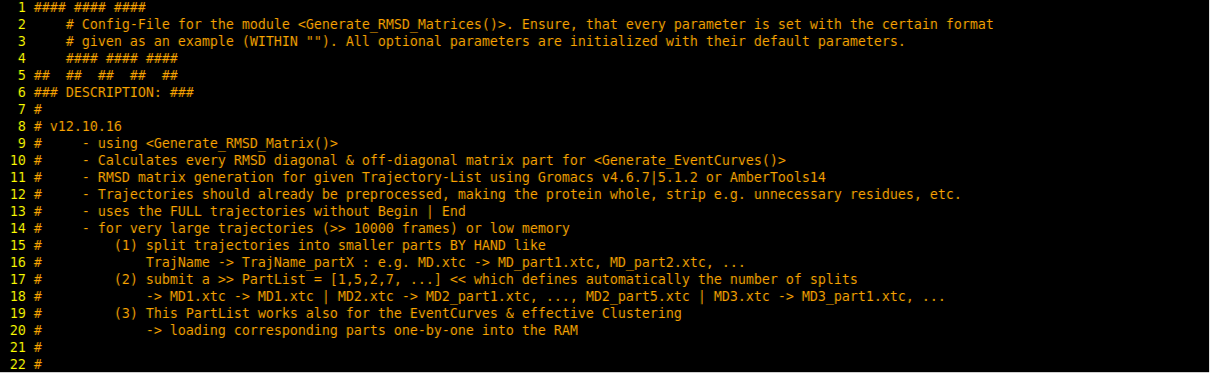 1 #### #### ####
2     # Config-File for the module <Generate_RMSD_Matrices()>. Ensure, that every parameter is set with the certain format
3     # given as an example (WITHIN ""). All optional parameters are initialized with their default parameters.
4     #### #### ####
5 ##  ##  ##  ##  ##
6 ### DESCRIPTION: ###
7 #
8 # v12.10.16
9 #     - using <Generate_RMSD_Matrix()>
10 #     - Calculates every RMSD diagonal & off-diagonal matrix part for <Generate_EventCurves()>
11 #     - RMSD matrix generation for given Trajectory-List using Gromacs v4.6.7|5.1.2 or AmberTools14
12 #     - Trajectories should already be preprocessed, making the protein whole, strip e.g. unnecessary residues, etc.
13 #     - uses the FULL trajectories without Begin | End
14 #     - for very large trajectories (>> 10000 frames) or low memory
15 #         (1) split trajectories into smaller parts BY HAND like
16 #             TrajName -> TrajName_partX : e.g. MD.xtc -> MD_part1.xtc, MD_part2.xtc, ...
17 #         (2) submit a >> PartList = [1,5,2,7, ...] << which defines automatically the number of splits
18 #             -> MD1.xtc -> MD1.xtc | MD2.xtc -> MD2_part1.xtc, ..., MD2_part5.xtc | MD3.xtc -> MD3_part1.xtc, ...
19 #         (3) This PartList works also for the EventCurves & effective Clustering
20 #             -> loading corresponding parts one-by-one into the RAM
21 #
22 #